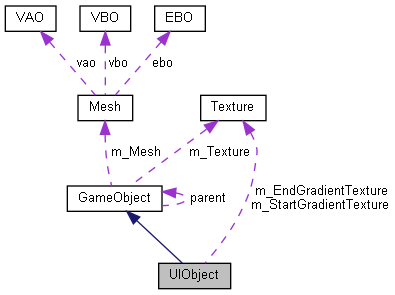 VAO
VBO
EBO
vao
vbo
ebo
Mesh
Texture
m_Mesh
m_Texture
GameObject
parent
m_EndGradientTexture
m_StartGradientTexture
UIObject